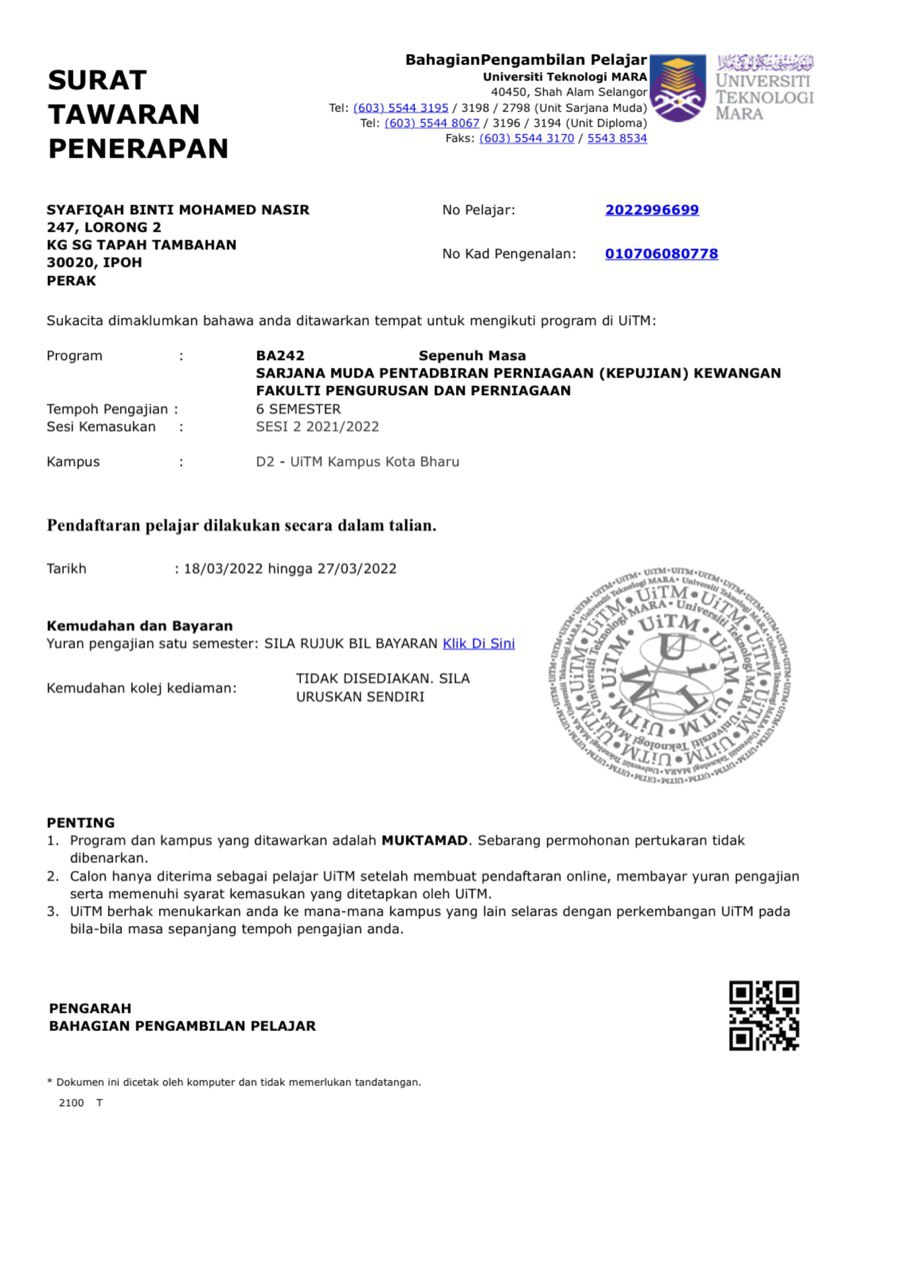 SURAT
TAWARAN
PENERAPAN
BahagianPengambilan Pelajar
Universiti Teknologi MARA
40450, Shah Alam Selangor
Tel: (603) 5544 3195 / 3198 / 2798 (Unit Sarjana Muda)
Tel: (603) 5544 8067 / 3196 / 3194 (Unit Diploma)
Faks: (603) 5544 3170 / 5543 8534
UNIVERSITI
TEKNOLOGI
MARA
SYAFIQAH BINTI MOHAMED NASIR
247, LORONG 2
KG SG TAPAH TAMBAHAN
30020, IPOH
PERAK
No Pelajar: 2022996699
No Kad Pengenalan: 010706080778
Sukacita dimaklumkan bahawa anda ditawarkan tempat untuk mengikuti program di UiTM:
Program : BA242 Sepenuh Masa
SARJANA MUDA PENTADBIRAN PERNIAGAAN (KEPUJIAN) KEWANGAN
FAKULTI PENGURUSAN DAN PERNIAGAAN
Tempoh Pengajian : 6 SEMESTER
Sesi Kemasukan : SESI 2 2021/2022
Kampus : D2 - UiTM Kampus Kota Bharu
Pendaftaran pelajar dilakukan secara dalam talian.
Tarikh : 18/03/2022 hingga 27/03/2022
Kemudahan dan Bayaran
Yuran pengajian satu semester: SILA RUJUK BIL BAYARAN Klik Di Sini
Kemudahan kolej kediaman: TIDAK DISEDIAKAN. SILA
URUSKAN SENDIRI
UiTM • UiTM • UiTM • UiTM
Universiti Teknologi MARA
PENTING
1. Program dan kampus yang ditawarkan adalah MUKTAMAD. Sebarang permohonan pertukaran tidak
dibenarkan.
2. Calon hanya diterima sebagai pelajar UiTM setelah membuat pendaftaran online, membayar yuran pengajian
serta memenuhi syarat kemasukan yang ditetapkan oleh UiTM.
3. UiTM berhak menukarkan anda ke mana-mana kampus yang lain selaras dengan perkembangan UiTM pada
bila-bila masa sepanjang tempoh pengajian anda.
PENGARAH
BAHAGIAN PENGAMBILAN PELAJAR
* Dokumen ini dicetak oleh komputer dan tidak memerlukan tandatangan.
2100 T